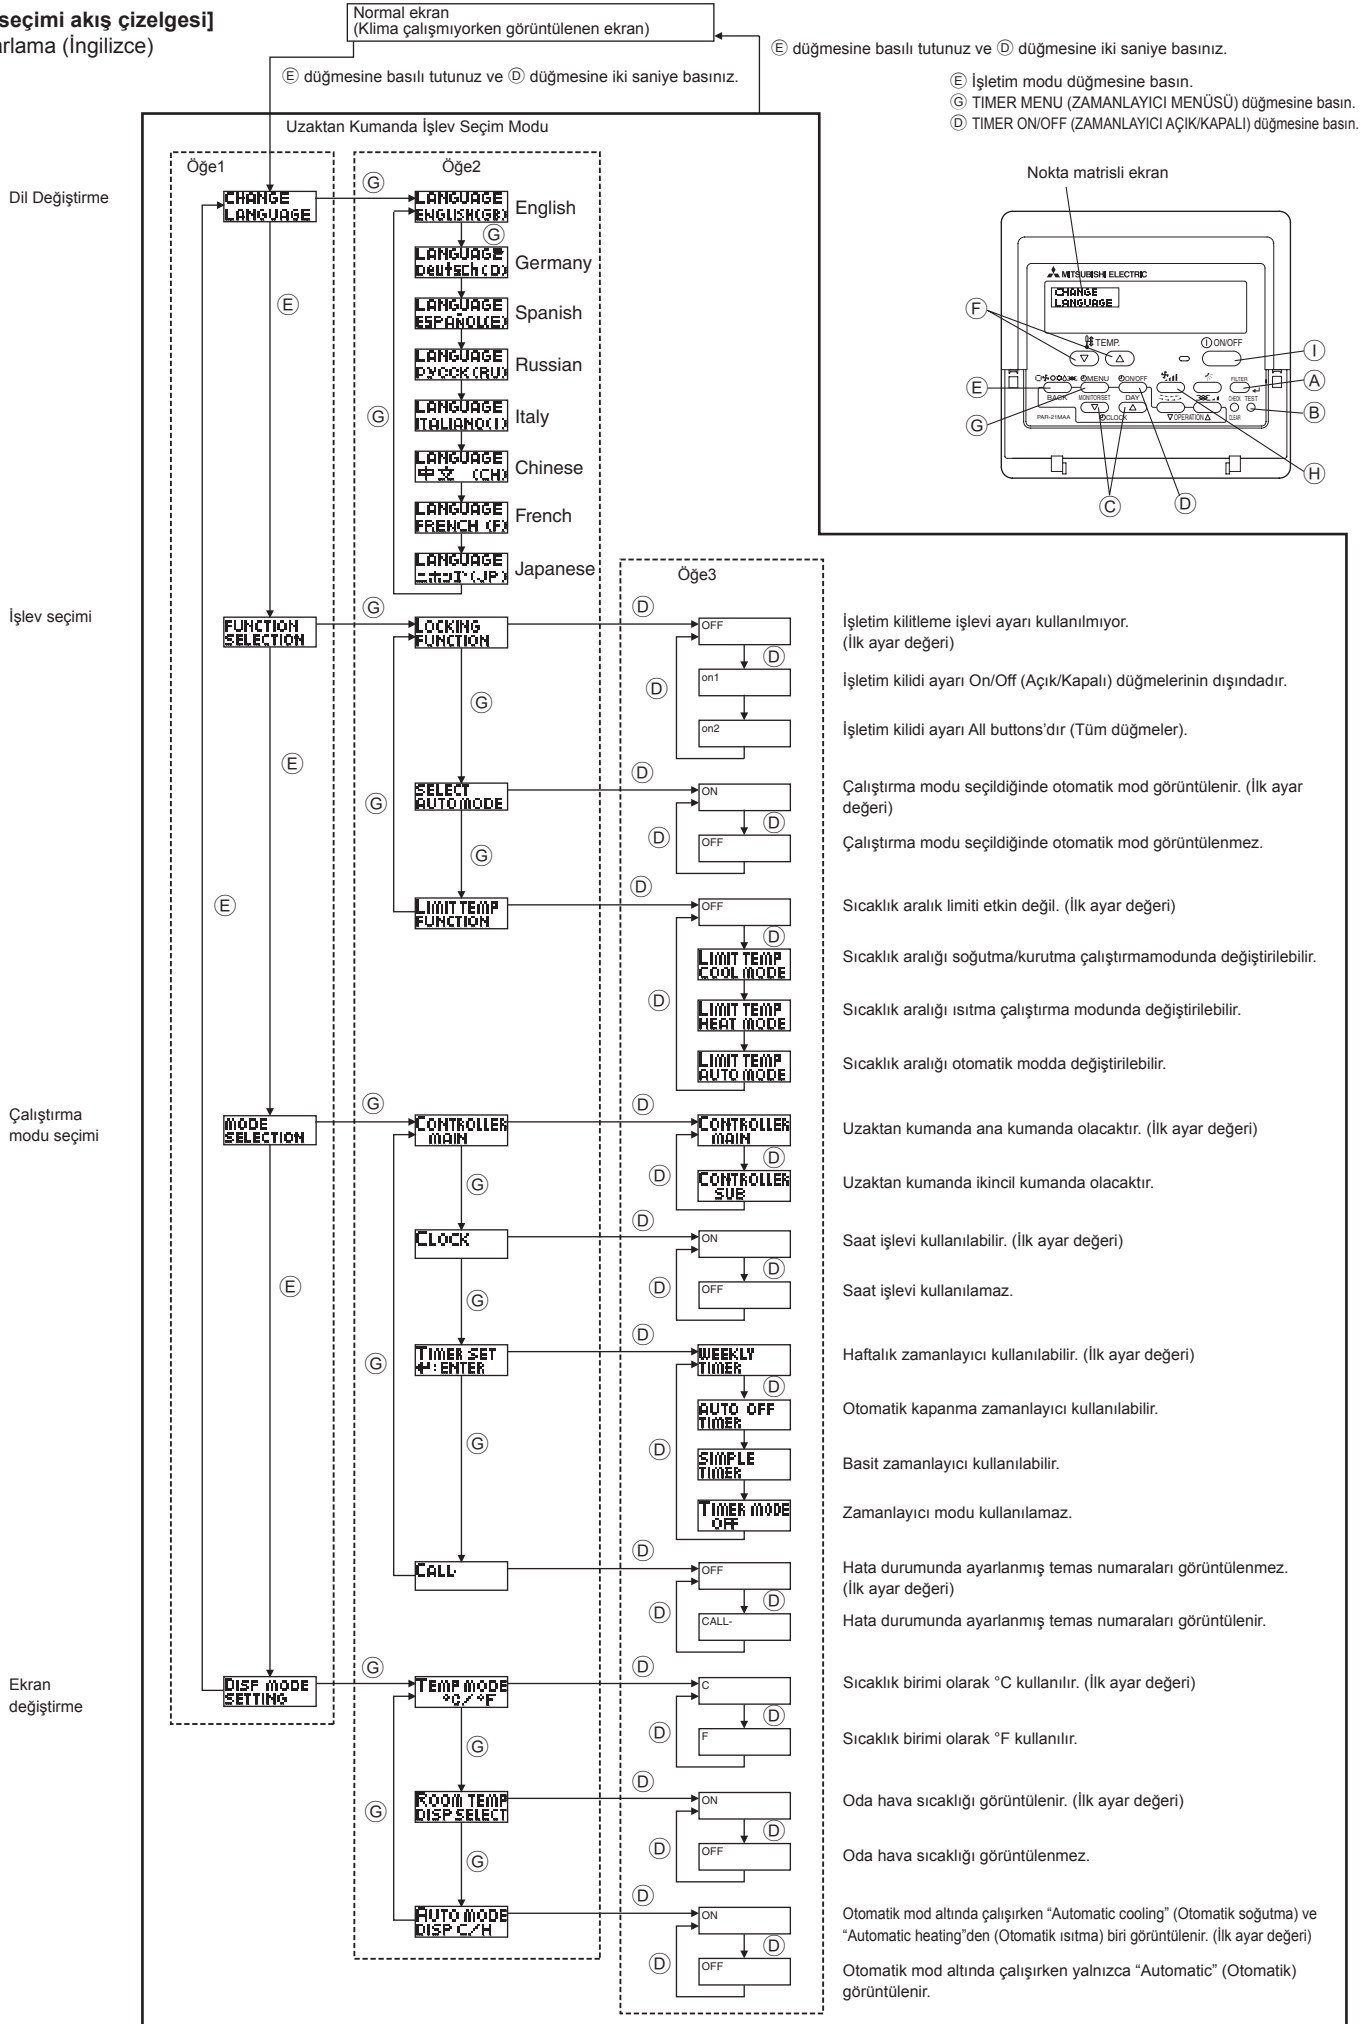 seçimi akış çizelgesi]
arlama (İngilizce)
Normal ekran
(Klima çalışmıyorken görüntülenen ekran)
Ⓔ düğmesine basılı tutunuz ve Ⓓ düğmesine iki saniye basınız.
Ⓔ düğmesine basılı tutunuz ve Ⓓ düğmesine iki saniye basınız.
Ⓔ İşletim modu düğmesine basın.
Ⓖ TIMER MENU (ZAMANLAYICI MENÜSÜ) düğmesine basın.
Ⓓ TIMER ON/OFF (ZAMANLAYICI AÇIK/KAPALI) düğmesine basın.
Uzaktan Kumanda İşlev Seçim Modu
Öğe1
Öğe2
Nokta matrisli ekran
MITSUBISHI ELECTRIC
CHANGE
LANGUAGE
TEMP.
ON/OFF
MENU
ON/OFF
FILTER
BACK
MONITOR/SET
DAY
CHECK TEST
PAR-21MAA
CLOCK
▽ OPERATION △
CLEAR
Ⓕ
Ⓔ
Ⓖ
Ⓒ
Ⓓ
Ⓘ
Ⓐ
Ⓑ
Ⓗ
Dil Değiştirme
CHANGE
LANGUAGE
Ⓖ
LANGUAGE
ENGLISH(GB)
English
Ⓖ
LANGUAGE
Deutsch(D)
Germany
Ⓔ
LANGUAGE
ESPAÑOL(E)
Spanish
LANGUAGE
РУССК(RU)
Russian
Ⓖ
LANGUAGE
ITALIANO(I)
Italy
LANGUAGE
中文 (CH)
Chinese
LANGUAGE
FRENCH (F)
French
LANGUAGE
ニホンゴ(JP)
Japanese
Öğe3
İşlev seçimi
FUNCTION
SELECTION
Ⓖ
LOCKING
FUNCTION
Ⓓ
OFF
İşletim kilitleme işlevi ayarı kullanılmıyor.
(İlk ayar değeri)
Ⓓ
Ⓓ
on1
İşletim kilidi ayarı On/Off (Açık/Kapalı) düğmelerinin dışındadır.
Ⓖ
on2
İşletim kilidi ayarı All buttons’dır (Tüm düğmeler).
Ⓔ
SELECT
AUTO MODE
Ⓓ
ON
Çalıştırma modu seçildiğinde otomatik mod görüntülenir. (İlk ayar
değeri)
Ⓖ
Ⓓ
Ⓓ
OFF
Çalıştırma modu seçildiğinde otomatik mod görüntülenmez.
Ⓖ
Ⓔ
LIMIT TEMP
FUNCTION
Ⓓ
OFF
Sıcaklık aralık limiti etkin değil. (İlk ayar değeri)
Ⓓ
LIMIT TEMP
COOL MODE
Sıcaklık aralığı soğutma/kurutma çalıştırmamodunda değiştirilebilir.
Ⓓ
LIMIT TEMP
HEAT MODE
Sıcaklık aralığı ısıtma çalıştırma modunda değiştirilebilir.
LIMIT TEMP
AUTO MODE
Sıcaklık aralığı otomatik modda değiştirilebilir.
Çalıştırma
modu seçimi
MODE
SELECTION
Ⓖ
CONTROLLER
MAIN
Ⓓ
CONTROLLER
MAIN
Uzaktan kumanda ana kumanda olacaktır. (İlk ayar değeri)
Ⓓ
Ⓓ
Ⓖ
CONTROLLER
SUB
Uzaktan kumanda ikincil kumanda olacaktır.
CLOCK
Ⓓ
ON
Saat işlevi kullanılabilir. (İlk ayar değeri)
Ⓓ
Ⓔ
Ⓖ
Ⓓ
OFF
Saat işlevi kullanılamaz.
TIMER SET
↵:ENTER
Ⓖ
Ⓓ
WEEKLY
TIMER
Haftalık zamanlayıcı kullanılabilir. (İlk ayar değeri)
Ⓓ
AUTO OFF
TIMER
Otomatik kapanma zamanlayıcı kullanılabilir.
Ⓖ
Ⓓ
SIMPLE
TIMER
Basit zamanlayıcı kullanılabilir.
TIMER MODE
OFF
Zamanlayıcı modu kullanılamaz.
CALL-
Ⓓ
OFF
Hata durumunda ayarlanmış temas numaraları görüntülenmez.
(İlk ayar değeri)
Ⓓ
Ⓓ
CALL-
Hata durumunda ayarlanmış temas numaraları görüntülenir.
Ekran
değiştirme
DISP MODE
SETTING
Ⓖ
TEMP MODE
°C/°F
Ⓓ
C
Sıcaklık birimi olarak °C kullanılır. (İlk ayar değeri)
Ⓓ
Ⓓ
F
Sıcaklık birimi olarak °F kullanılır.
Ⓖ
ROOM TEMP
DISP SELECT
Ⓓ
ON
Oda hava sıcaklığı görüntülenir. (İlk ayar değeri)
Ⓖ
Ⓓ
Ⓓ
OFF
Oda hava sıcaklığı görüntülenmez.
Ⓖ
AUTO MODE
DISP C/H
Ⓓ
ON
Otomatik mod altında çalışırken “Automatic cooling” (Otomatik soğutma) ve
“Automatic heating”den (Otomatik ısıtma) biri görüntülenir. (İlk ayar değeri)
Ⓓ
Ⓓ
OFF
Otomatik mod altında çalışırken yalnızca “Automatic” (Otomatik)
görüntülenir.